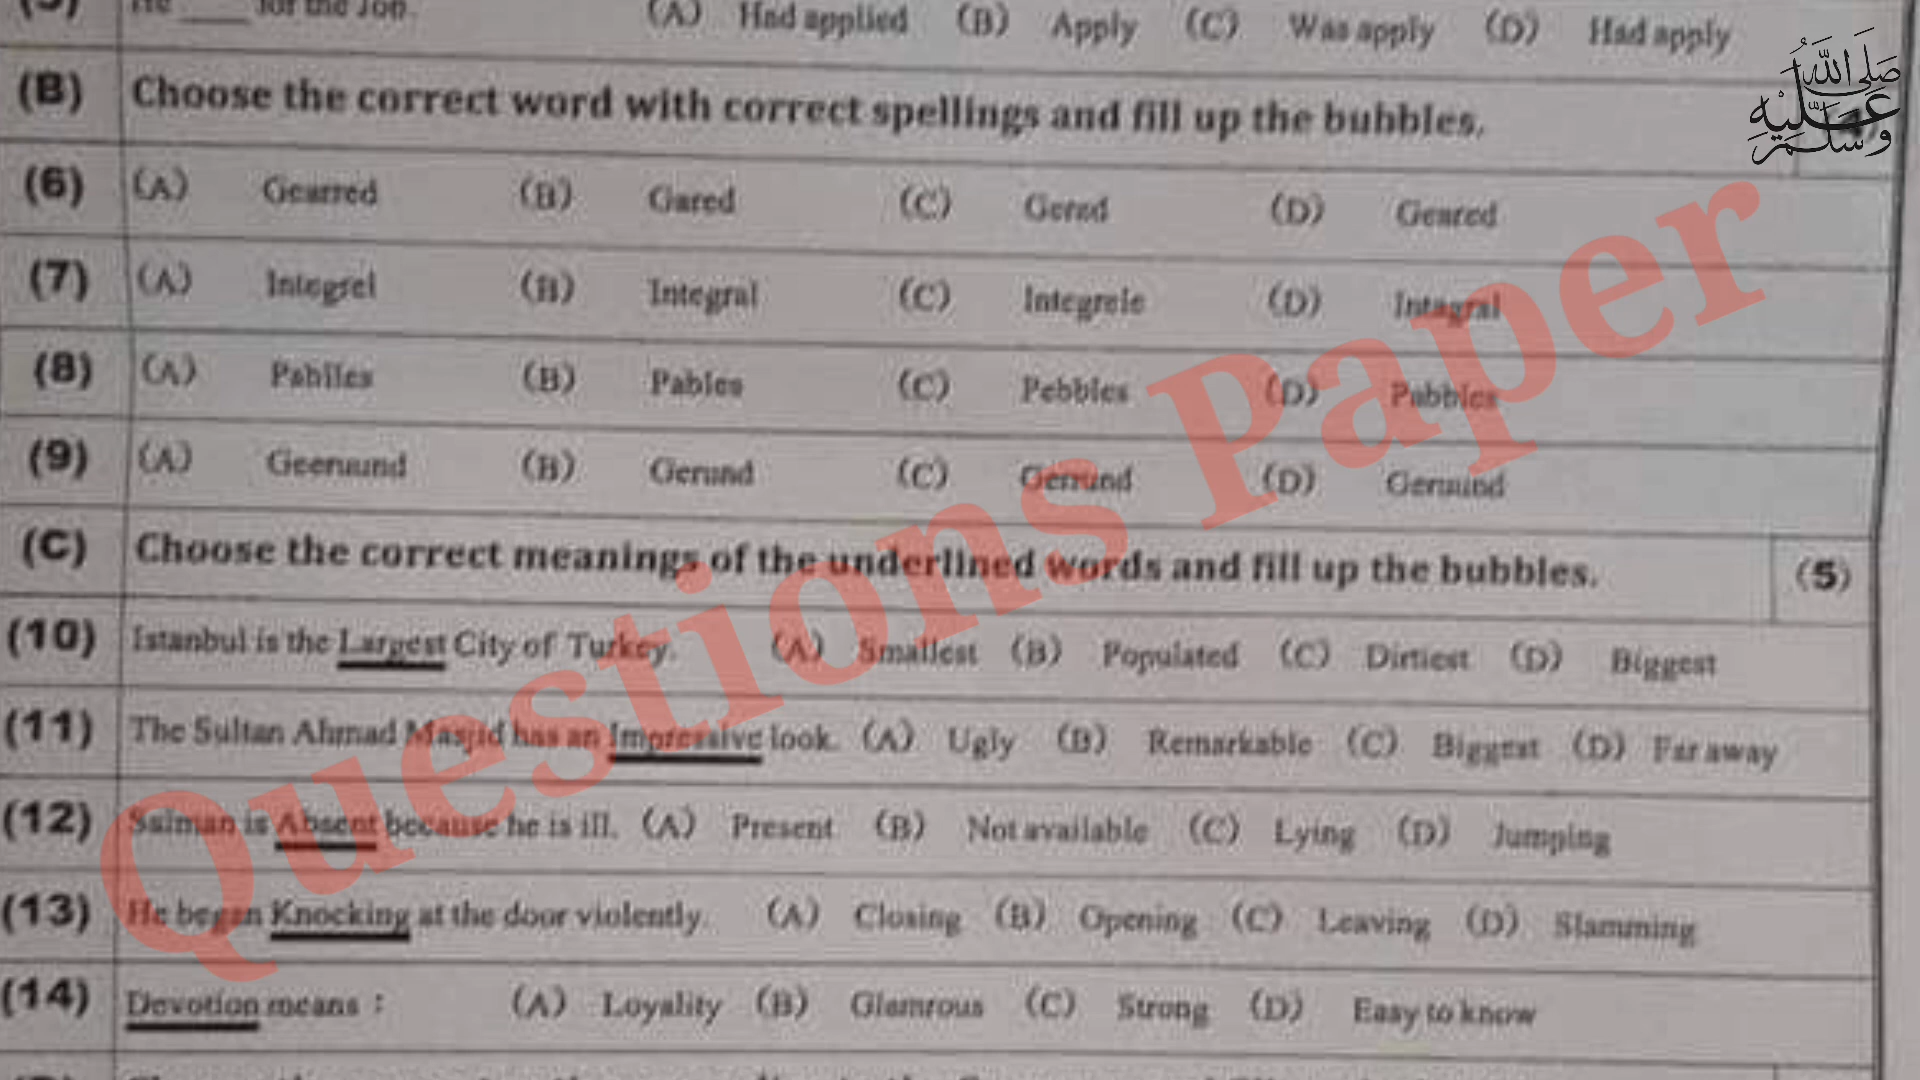 He ____ for the Job. (A) Had applied (B) Apply (C) Was apply (D) Had apply
صلى الله عليه وسلم
(B) Choose the correct word with correct spellings and fill up the bubbles.
(6) (A) Gearred (B) Gared (C) Gered (D) Geared
(7) (A) Integrel (B) Integral (C) Integrele (D) Intagral
(8) (A) Pabiles (B) Pables (C) Pebbles (D) Pabbles
(9) (A) Geeruund (B) Gerund (C) Gerrund (D) Geruund
(C) Choose the correct meanings of the underlined words and fill up the bubbles. (5)
(10) Istanbul is the Largest City of Turkey. (A) Smallest (B) Populated (C) Dirtiest (D) Biggest
(11) The Sultan Ahmad Masjid has an Impressive look. (A) Ugly (B) Remarkable (C) Biggest (D) Far away
(12) Salman is Absent because he is ill. (A) Present (B) Not available (C) Lying (D) Jumping
(13) He began Knocking at the door violently. (A) Closing (B) Opening (C) Leaving (D) Slamming
(14) Devotion means : (A) Loyality (B) Glamrous (C) Strong (D) Easy to know
Questions Paper